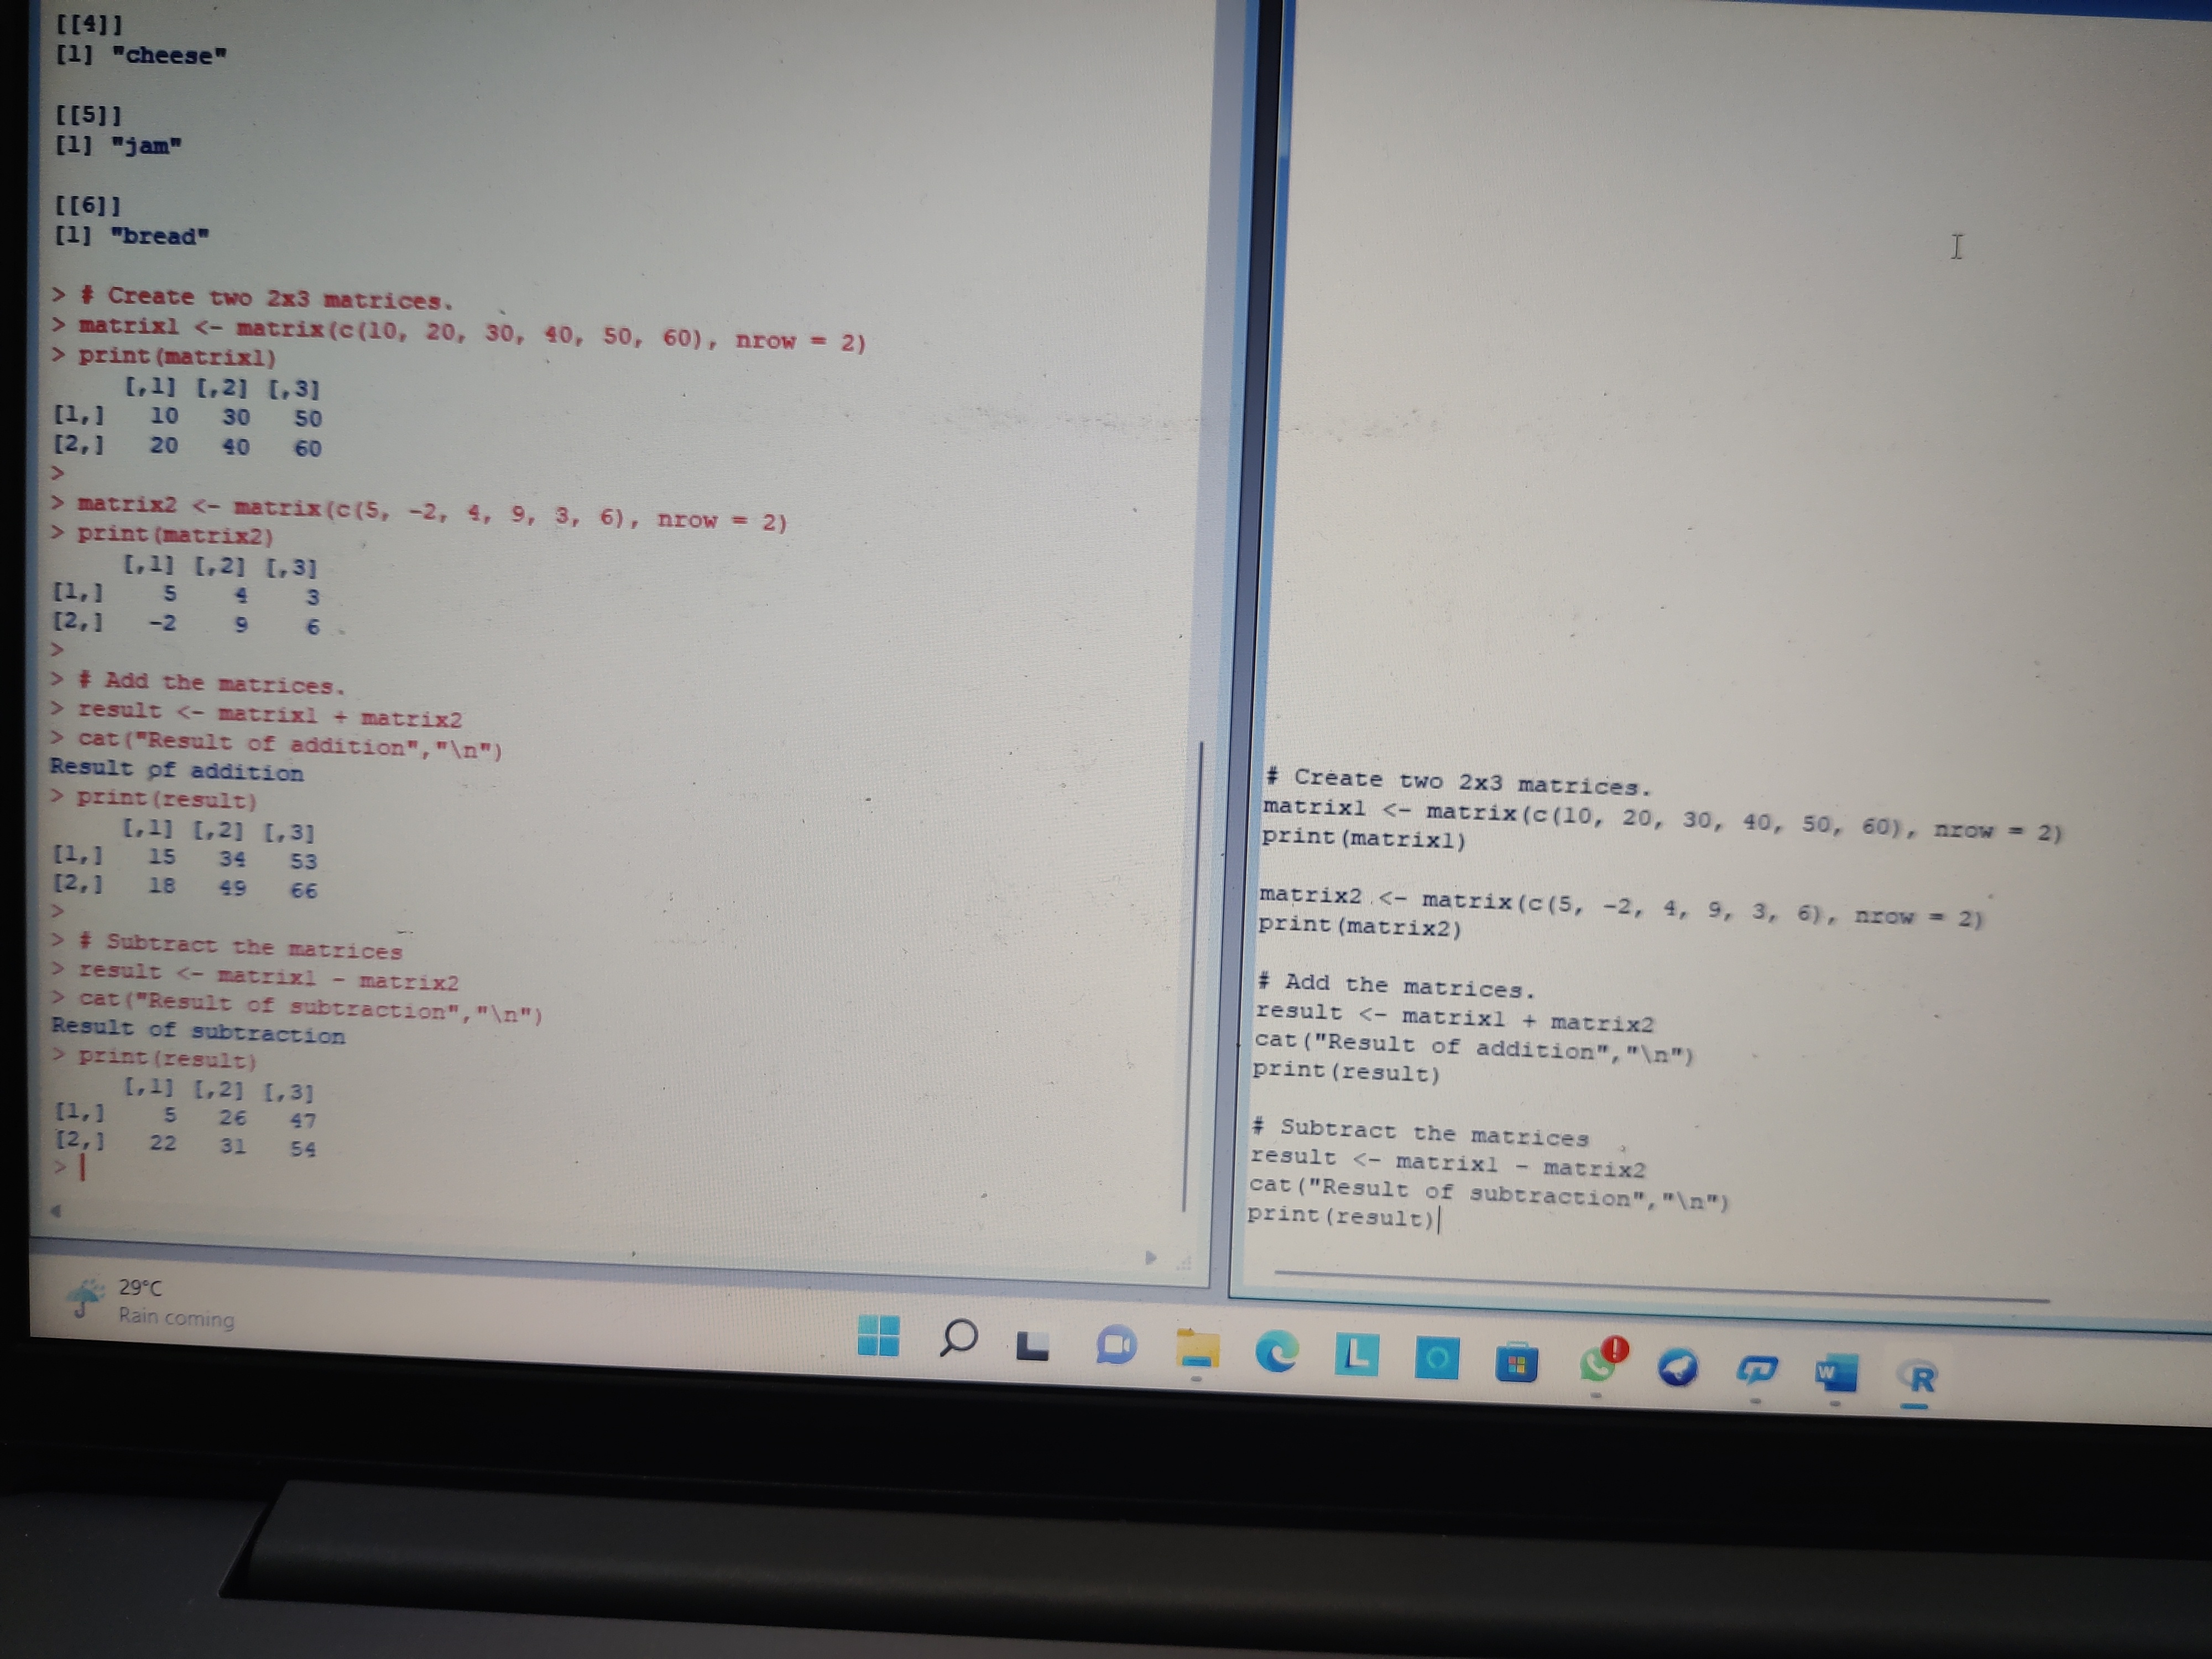 [[4]]
[1] "cheese"

[[5]]
[1] "jam"

[[6]]
[1] "bread"

> # Create two 2x3 matrices.
> matrix1 <- matrix(c(10, 20, 30, 40, 50, 60), nrow = 2)
> print(matrix1)
     [,1] [,2] [,3]
[1,]   10   30   50
[2,]   20   40   60
>
> matrix2 <- matrix(c(5, -2, 4, 9, 3, 6), nrow = 2)
> print(matrix2)
     [,1] [,2] [,3]
[1,]    5    4    3
[2,]   -2    9    6
>
> # Add the matrices.
> result <- matrix1 + matrix2
> cat("Result of addition","\n")
Result of addition
> print(result)
     [,1] [,2] [,3]
[1,]   15   34   53
[2,]   18   49   66
>
> # Subtract the matrices
> result <- matrix1 - matrix2
> cat("Result of subtraction","\n")
Result of subtraction
> print(result)
     [,1] [,2] [,3]
[1,]    5   26   47
[2,]   22   31   54
>
# Create two 2x3 matrices.
matrix1 <- matrix(c(10, 20, 30, 40, 50, 60), nrow = 2)
print(matrix1)

matrix2 <- matrix(c(5, -2, 4, 9, 3, 6), nrow = 2)
print(matrix2)

# Add the matrices.
result <- matrix1 + matrix2
cat("Result of addition","\n")
print(result)

# Subtract the matrices
result <- matrix1 - matrix2
cat("Result of subtraction","\n")
print(result)
29°C
Rain coming
L
W
R